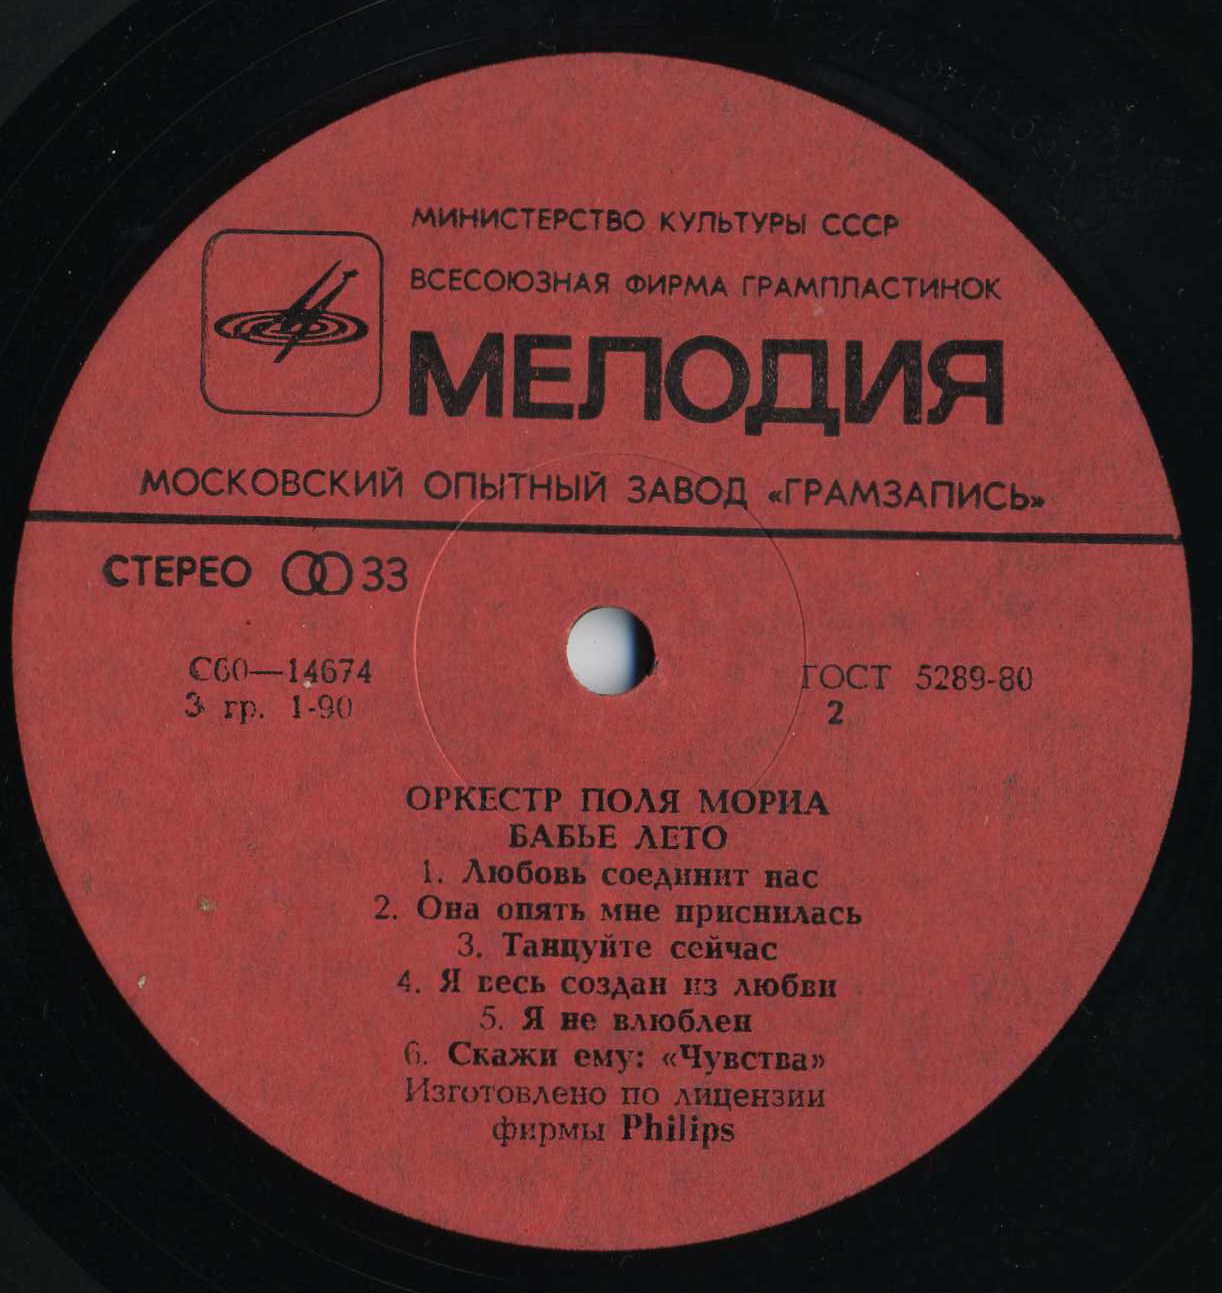 МИНИСТЕРСТВО КУЛЬТУРЫ СССР
ВСЕСОЮЗНАЯ ФИРМА ГРАМПЛАСТИНОК
МЕЛОДИЯ
МОСКОВСКИЙ ОПЫТНЫЙ ЗАВОД «ГРАМЗАПИСЬ»
СТЕРЕО 33
С60—14674
ГОСТ 5289-80
3 гр. 1-90
2
ОРКЕСТР ПОЛЯ МОРИА
БАБЬЕ ЛЕТО
1. Любовь соединит нас
2. Она опять мне приснилась
3. Танцуйте сейчас
4. Я весь создан из любви
5. Я не влюблен
6. Скажи ему: «Чувства»
Изготовлено по лицензии
фирмы Philips